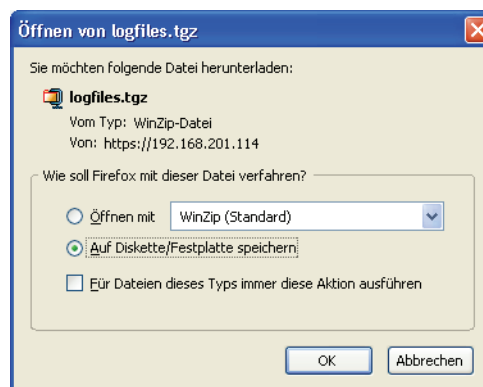 Öffnen von logfiles.tgz
Sie möchten folgende Datei herunterladen:
logfiles.tgz
Vom Typ: WinZip-Datei
Von: https://192.168.201.114
Wie soll Firefox mit dieser Datei verfahren?
Öffnen mit WinZip (Standard)
Auf Diskette/Festplatte speichern
Für Dateien dieses Typs immer diese Aktion ausführen
OK Abbrechen